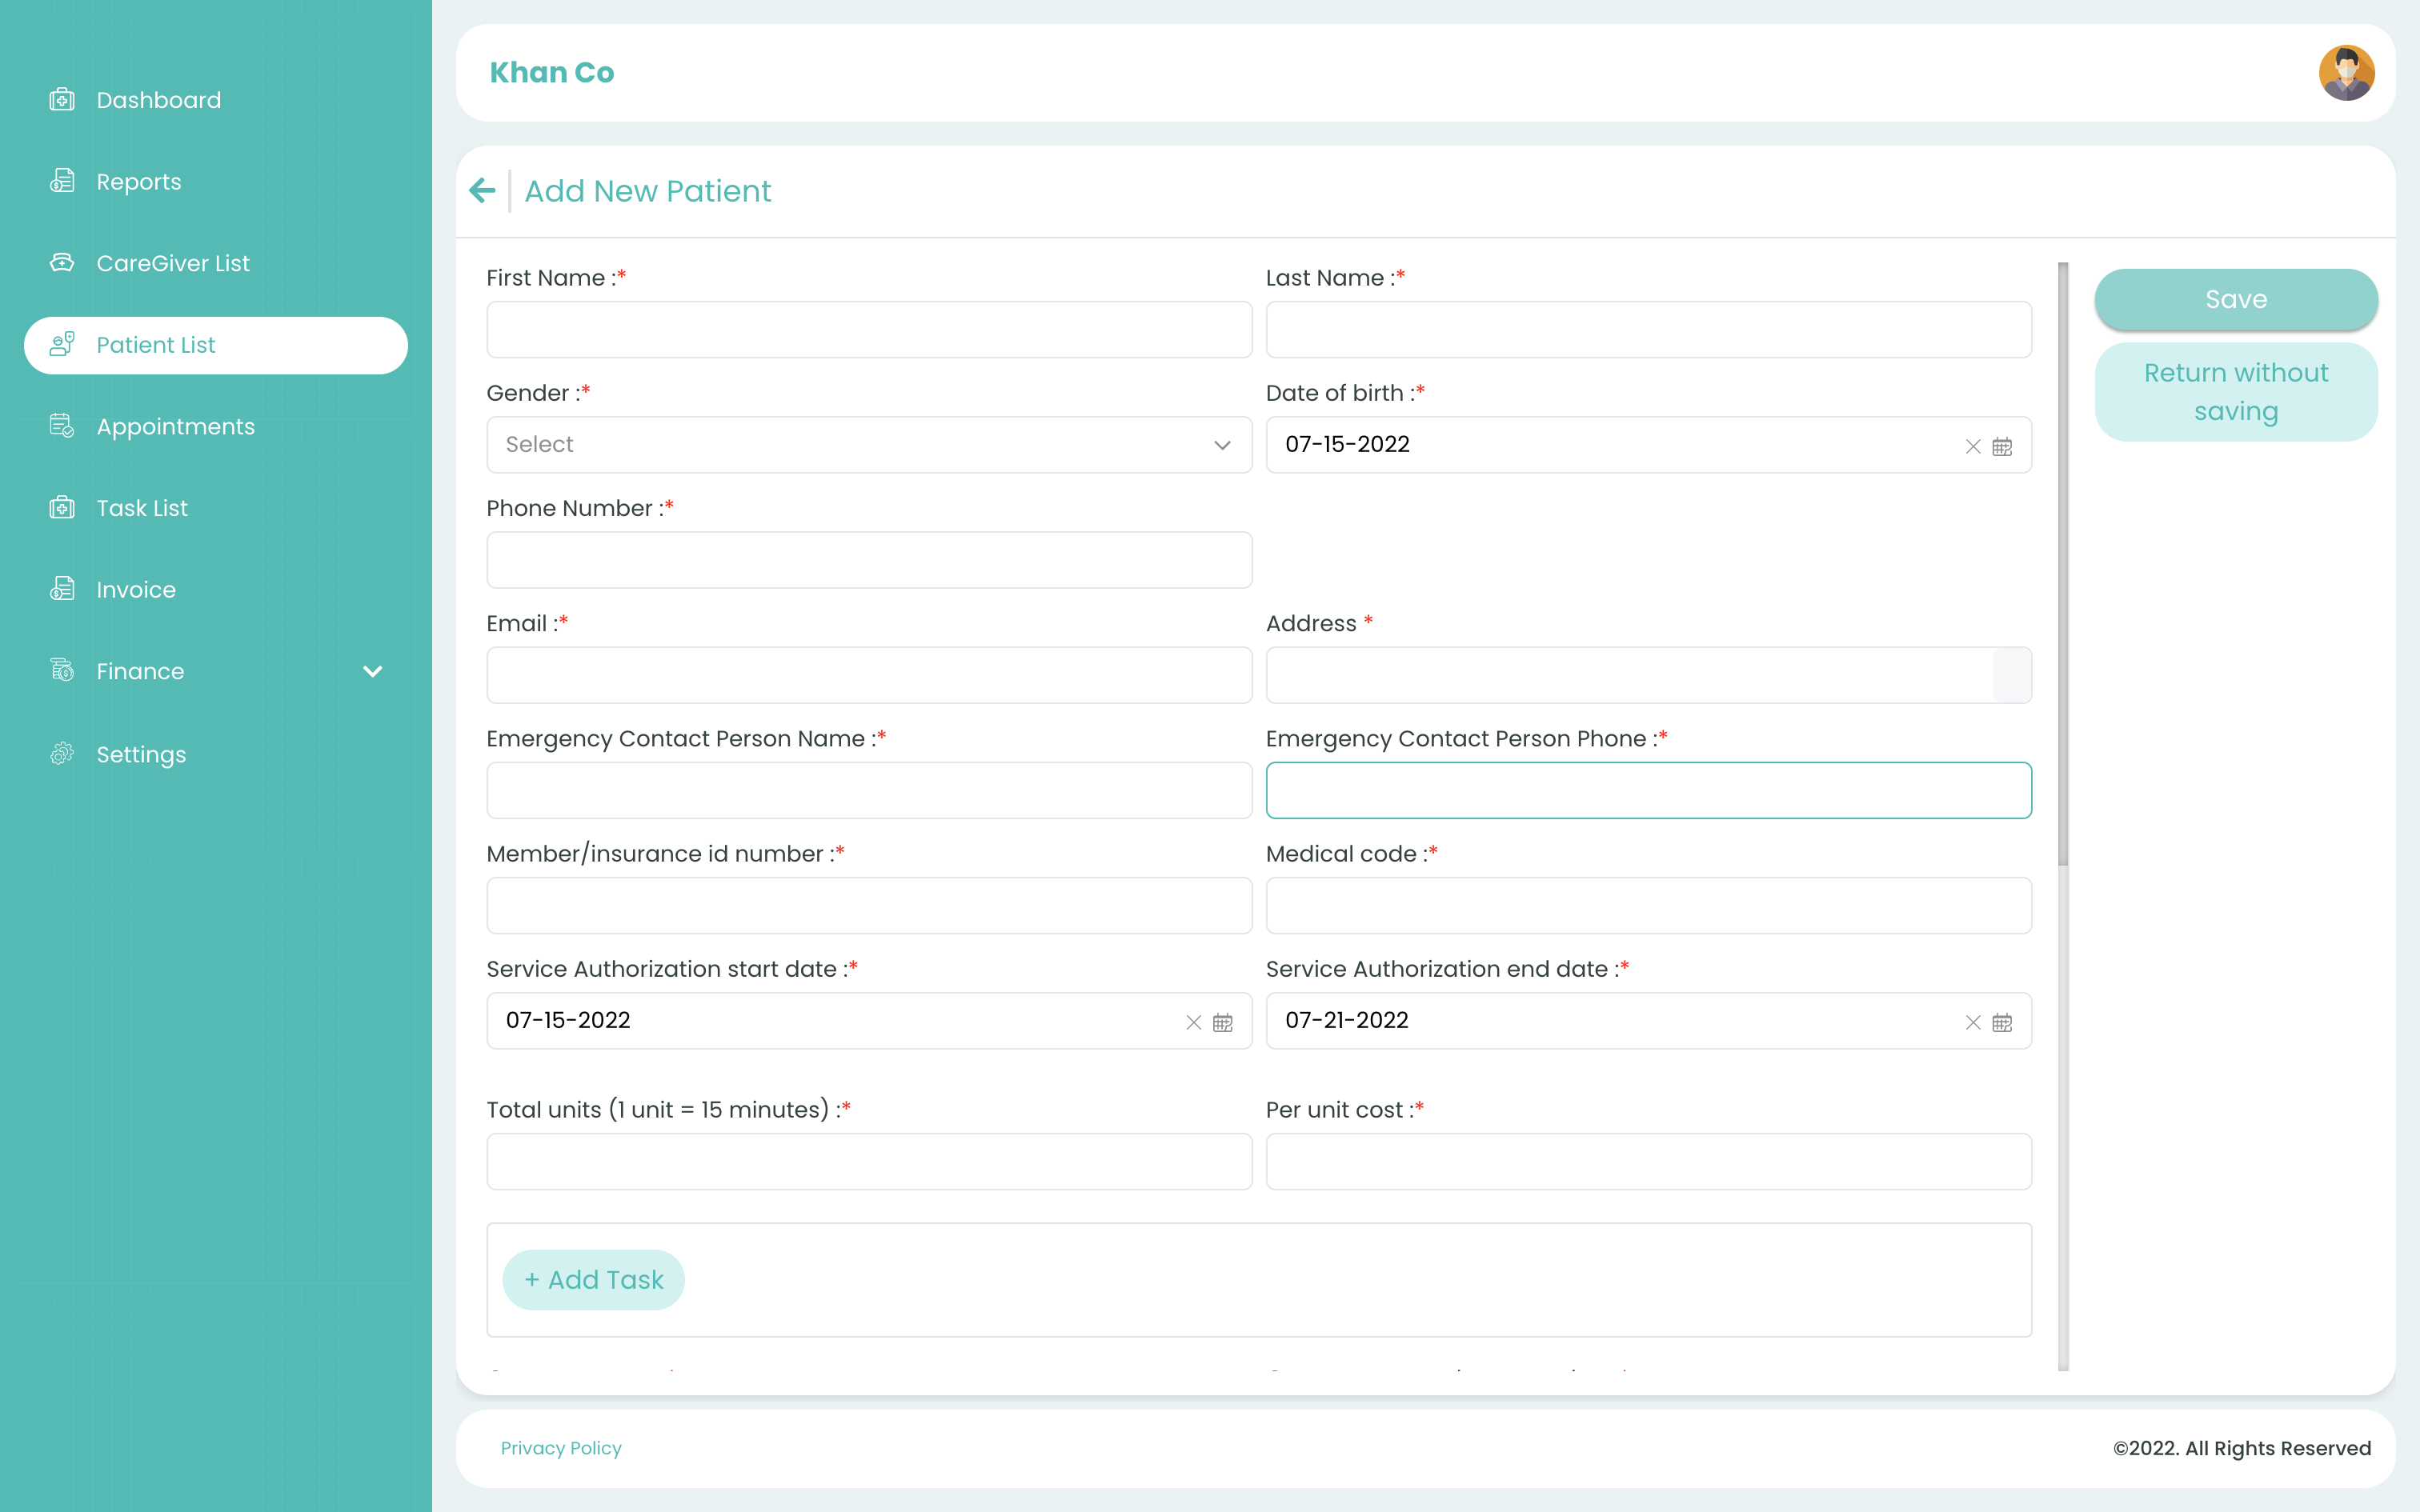 Dashboard
Reports
CareGiver List
Patient List
Appointments
Task List
Invoice
Finance
Settings
Khan Co
Add New Patient
First Name :*
Last Name :*
Gender :*
Select
Date of birth :*
07-15-2022
Phone Number :*
Email :*
Address *
Emergency Contact Person Name :*
Emergency Contact Person Phone :*
Member/insurance id number :*
Medical code :*
Service Authorization start date :*
07-15-2022
Service Authorization end date :*
07-21-2022
Total units (1 unit = 15 minutes) :*
Per unit cost :*
+ Add Task
Save
Return without
saving
Privacy Policy
©2022. All Rights Reserved